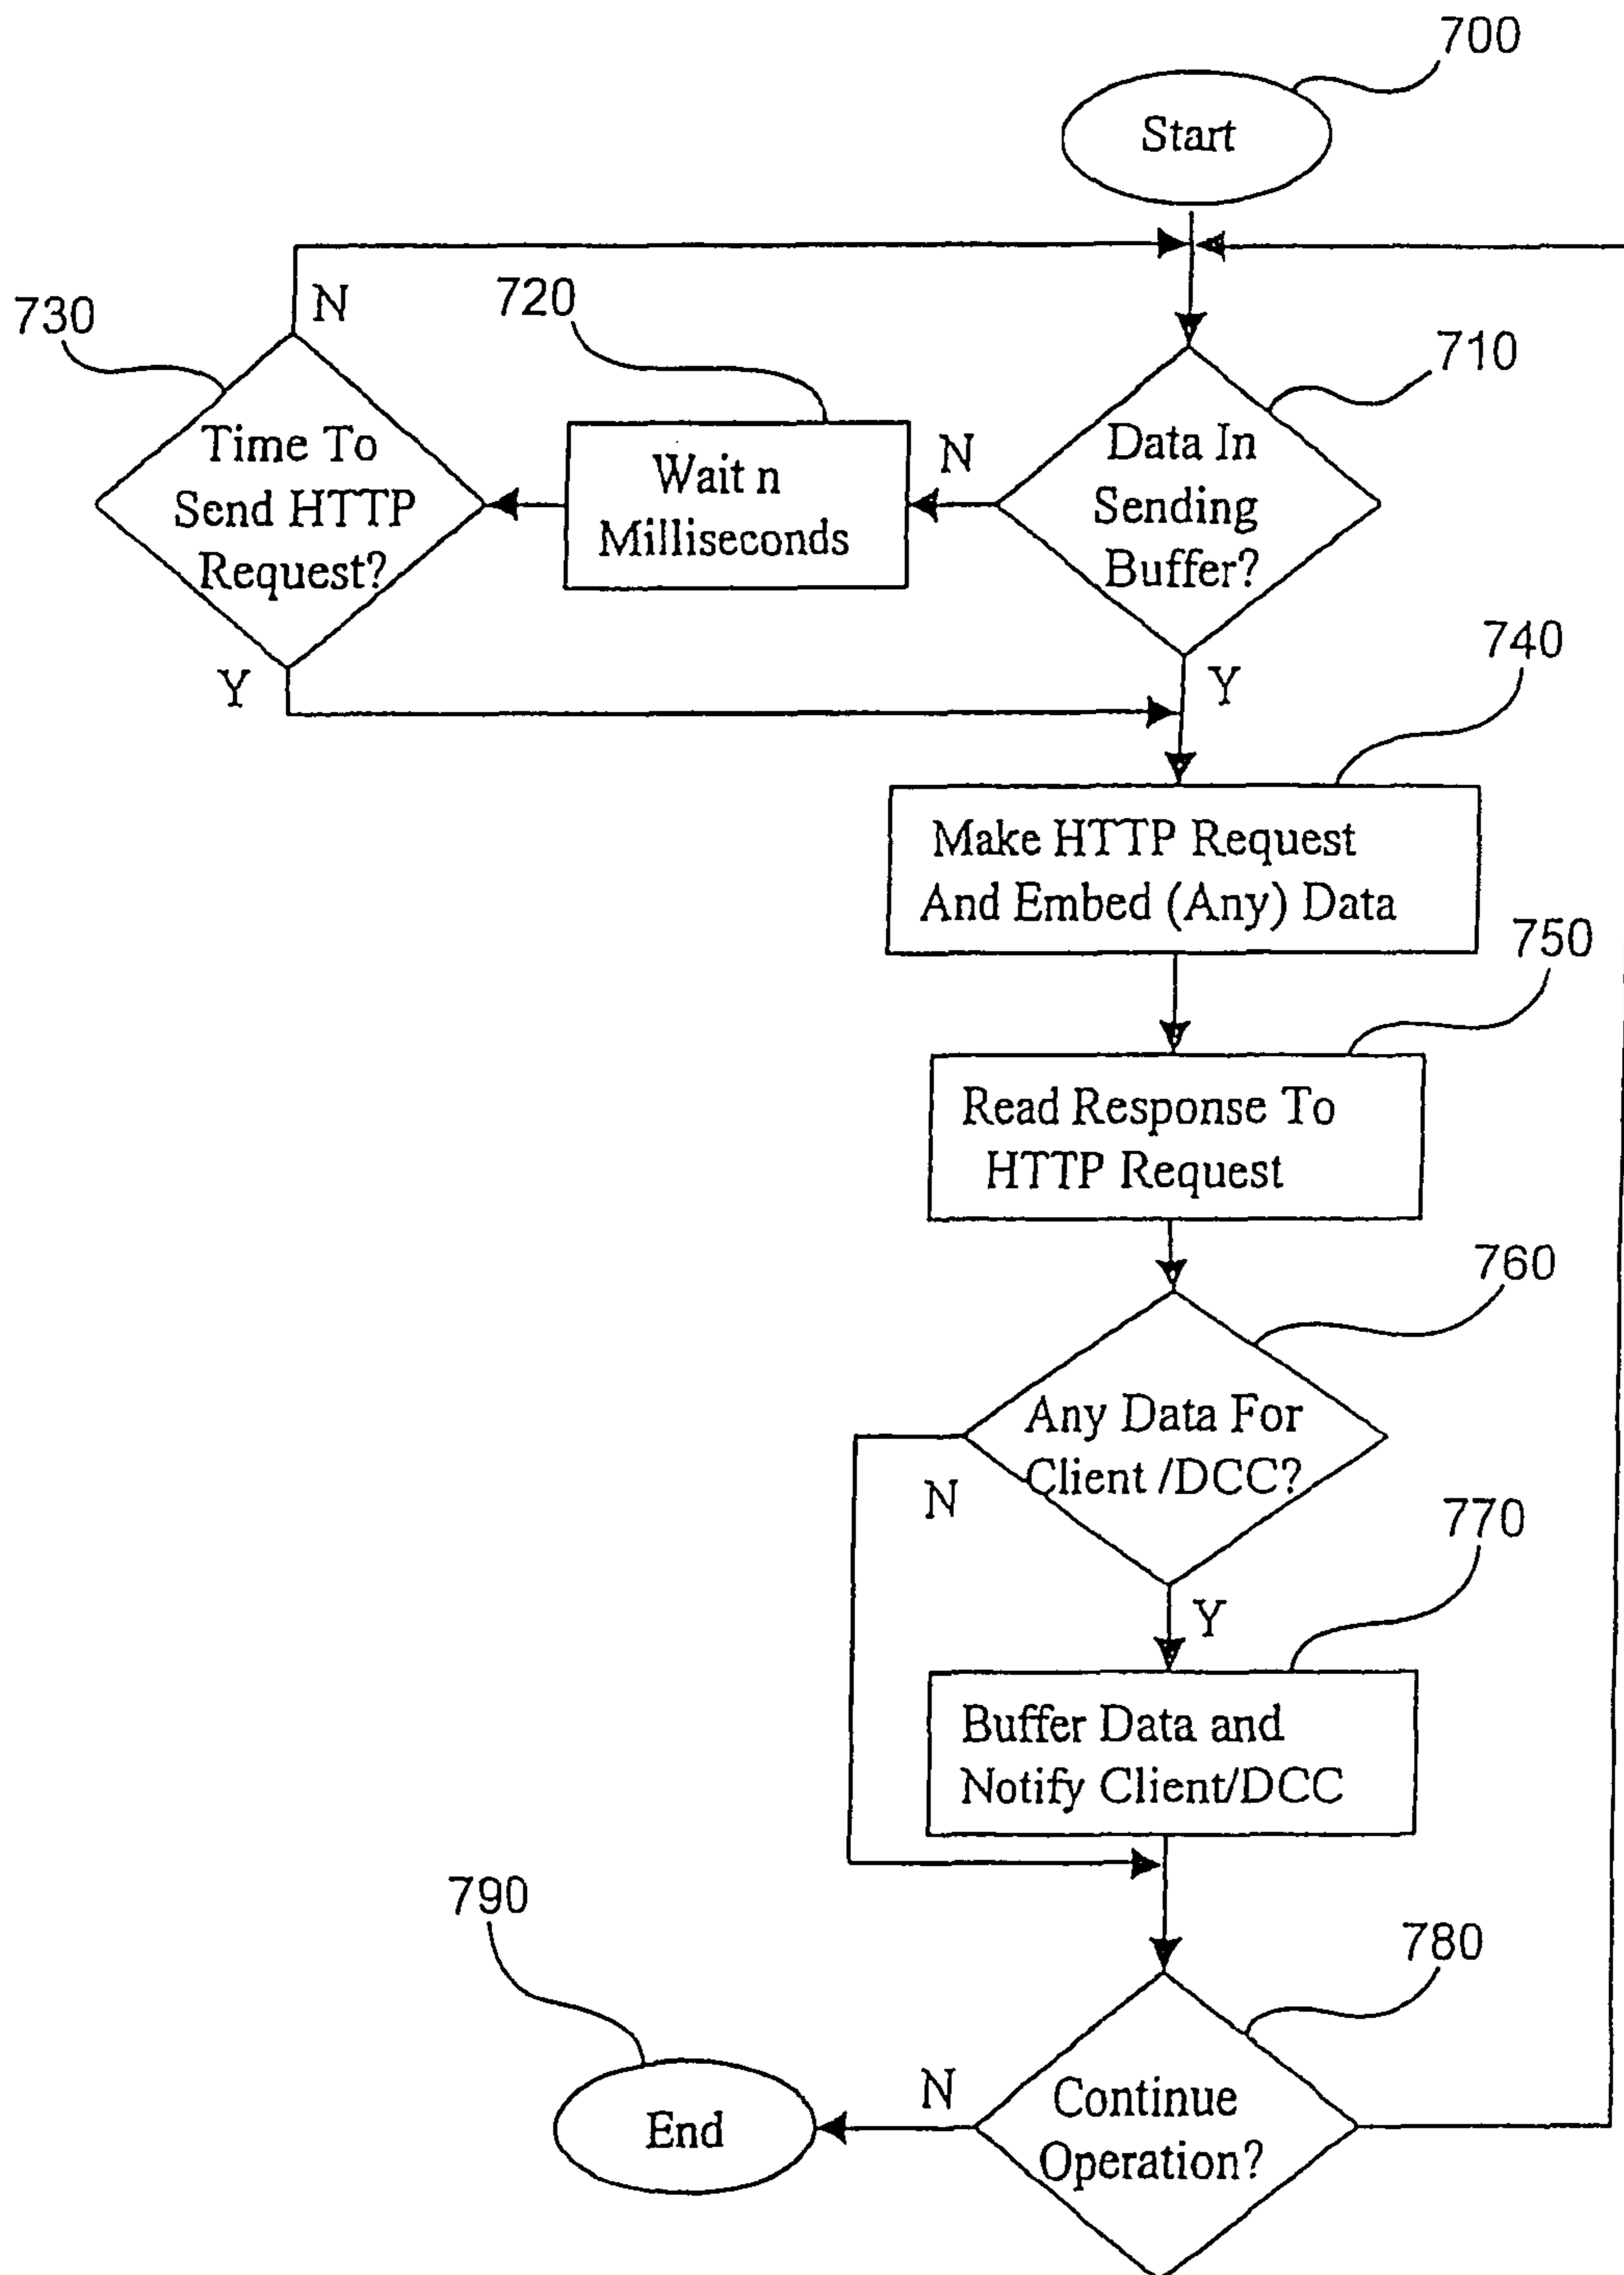 700
Start
N
720
730
710
Time To
Send HTTP
Request?
Wait n
Milliseconds
N
Data In
Sending
Buffer?
740
Y
Y
Make HTTP Request
And Embed (Any) Data
750
Read Response To
HTTP Request
760
Any Data For
Client /DCC?
N
770
Y
Buffer Data and
Notify Client/DCC
790
780
N
Continue
Operation?
End